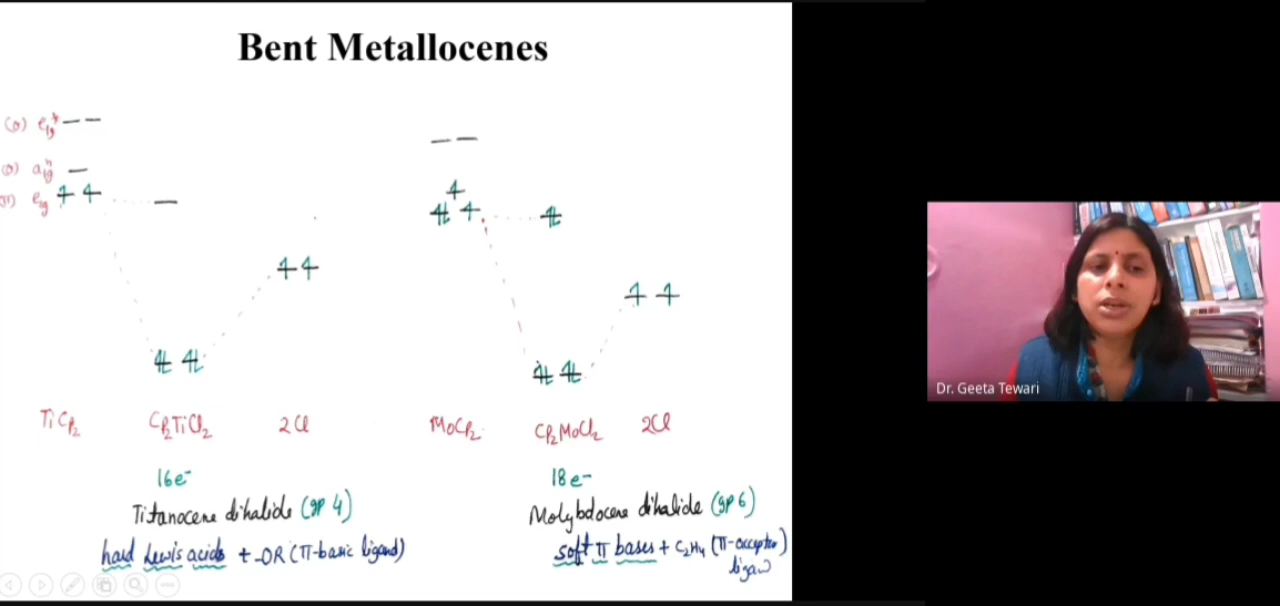 Bent Metallocenes
(σ) e₁g* — —
(σ) a₁g* —
(π) e₁g
TiCp₂ Cp₂TiCl₂ 2Cl MoCp₂ Cp₂MoCl₂ 2Cl
16e⁻ 18e⁻
Titanocene dihalide (gp 4) Molybdocene dihalide (gp 6)
hard Lewis acids + -OR (π-basic ligand) soft π bases + C₂H₄ (π-acceptor)
ligand
Dr. Geeta Tewari